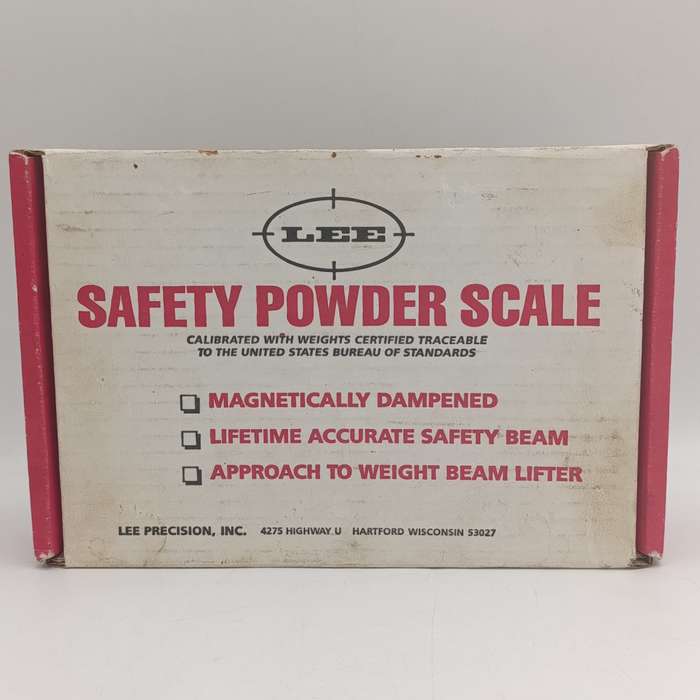 LEE
SAFETY POWDER SCALE
CALIBRATED WITH WEIGHTS CERTIFIED TRACEABLE
TO THE UNITED STATES BUREAU OF STANDARDS
MAGNETICALLY DAMPENED
LIFETIME ACCURATE SAFETY BEAM
APPROACH TO WEIGHT BEAM LIFTER
LEE PRECISION, INC. 4275 HIGHWAY U HARTFORD WISCONSIN 53027